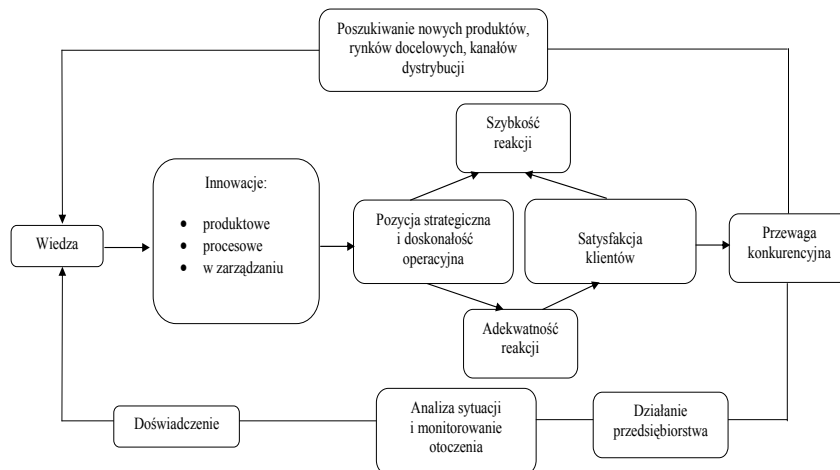 Poszukiwanie nowych produktów,
rynków docelowych, kanałów
dystrybucji
Szybkość
reakcji
Innowacje:
• produktowe
• procesowe
• w zarządzaniu
Wiedza
Pozycja strategiczna
i doskonałość
operacyjna
Satysfakcja
klientów
Przewaga
konkurencyjna
Adekwatność
reakcji
Doświadczenie
Analiza sytuacji
i monitorowanie
otoczenia
Działanie
przedsiębiorstwa